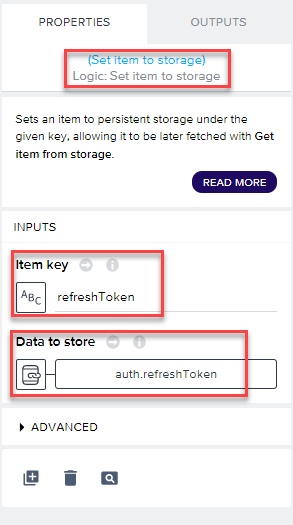 PROPERTIES
OUTPUTS
(Set item to storage)
Logic: Set item to storage
Sets an item to persistent storage under the
given key, allowing it to be later fetched with Get
item from storage.
READ MORE
INPUTS
Item key
ABC
refreshToken
Data to store
auth.refreshToken
ADVANCED